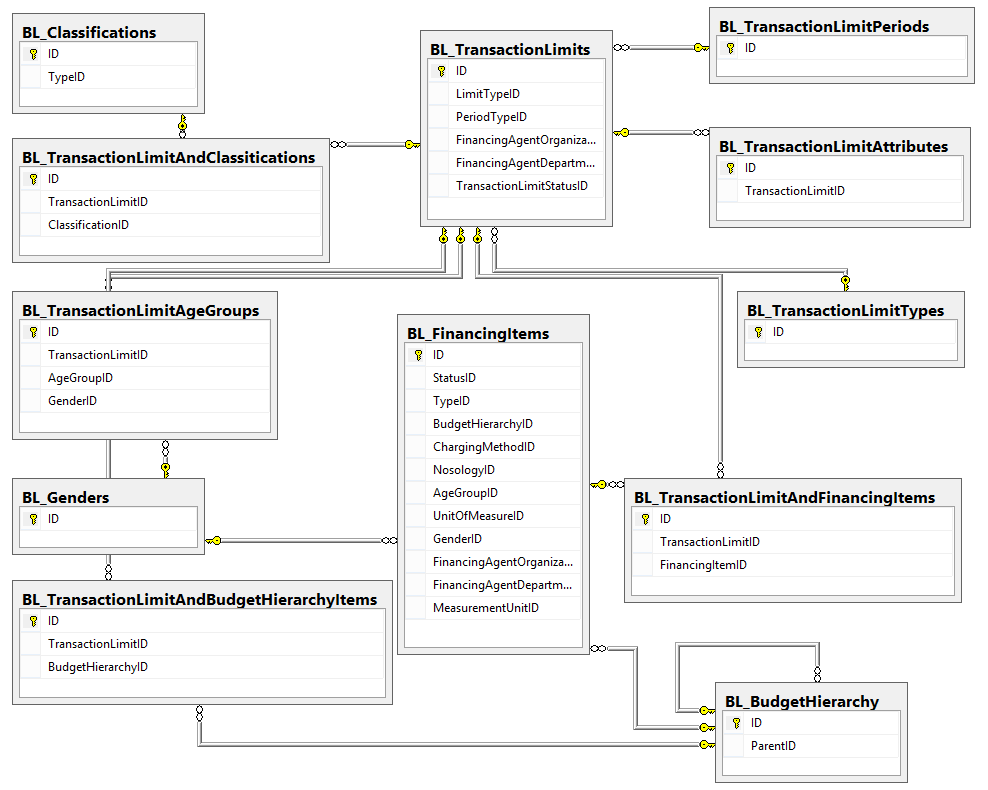 BL_Classifications
ID
TypeID
BL_TransactionLimitAndClassitications
ID
TransactionLimitID
ClassificationID
BL_TransactionLimits
ID
LimitTypeID
PeriodTypeID
FinancingAgentOrganiza...
FinancingAgentDepartm...
TransactionLimitStatusID
BL_TransactionLimitPeriods
ID
BL_TransactionLimitAttributes
ID
TransactionLimitID
BL_TransactionLimitAgeGroups
ID
TransactionLimitID
AgeGroupID
GenderID
BL_FinancingItems
ID
StatusID
TypeID
BudgetHierarchyID
ChargingMethodID
NosologyID
AgeGroupID
UnitOfMeasureID
GenderID
FinancingAgentOrganiza...
FinancingAgentDepartm...
MeasurementUnitID
BL_TransactionLimitTypes
ID
BL_Genders
ID
BL_TransactionLimitAndFinancingItems
ID
TransactionLimitID
FinancingItemID
BL_TransactionLimitAndBudgetHierarchyItems
ID
TransactionLimitID
BudgetHierarchyID
BL_BudgetHierarchy
ID
ParentID